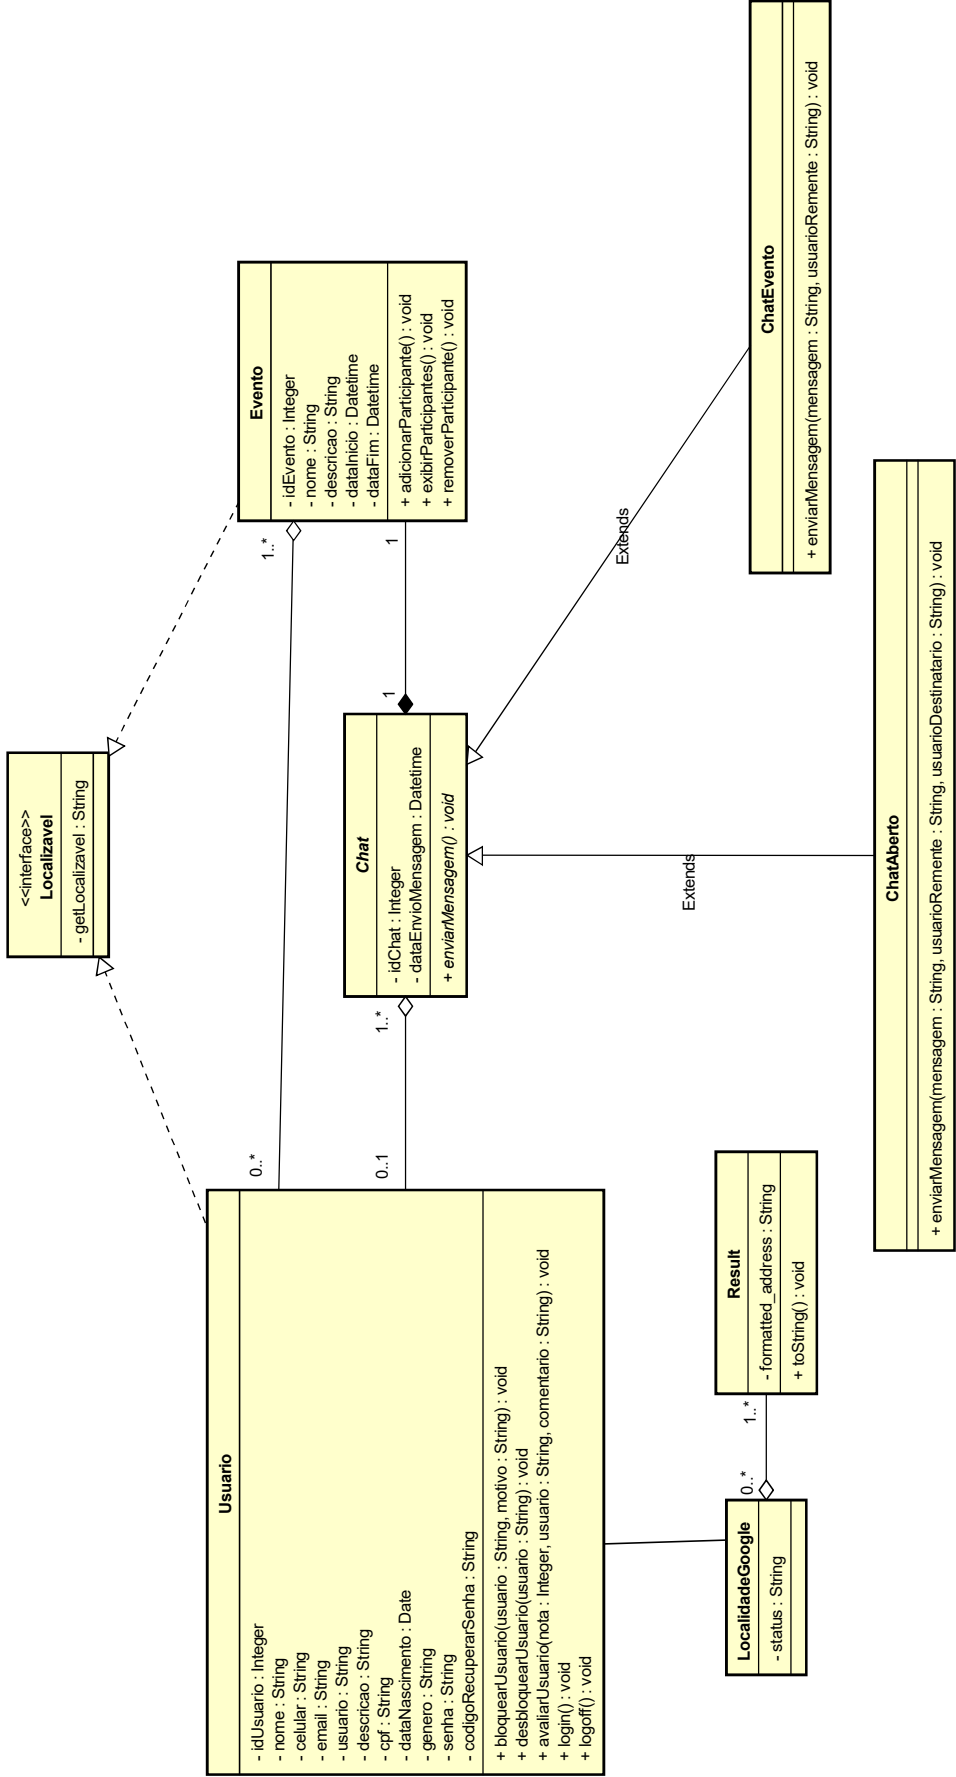 <<interface>>
Localizavel
- getLocalizavel : String
Usuario
- idUsuario : Integer
- nome : String
- celular : String
- email : String
- usuario : String
- descricao : String
- cpf : String
- dataNascimento : Date
- genero : String
- senha : String
- codigoRecuperarSenha : String
+ bloquearUsuario(usuario : String, motivo : String) : void
+ desbloquearUsuario(usuario : String) : void
+ avaliarUsuario(nota : Integer, usuario : String, comentario : String) : void
+ login() : void
+ logoff() : void
0..*
1..*
0..1
1..*
Evento
- idEvento : Integer
- nome : String
- descricao : String
- dataInicio : Datetime
- dataFim : Datetime
+ adicionarParticipante() : void
+ exibirParticipantes() : void
+ removerParticipante() : void
1
1
Chat
- idChat : Integer
- dataEnvioMensagem : Datetime
+ enviarMensagem() : void
Extends
Extends
LocalidadeGoogle
- status : String
0..*
1..*
Result
- formatted_address : String
+ toString() : void
ChatEvento
+ enviarMensagem(mensagem : String, usuarioRemente : String) : void
ChatAberto
+ enviarMensagem(mensagem : String, usuarioRemente : String, usuarioDestinatario : String) : void